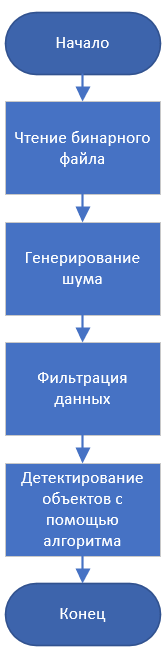 Начало
Чтение бинарного
файла
Генерирование
шума
Фильтрация
данных
Детектирование
объектов с
помощью
алгоритма
Конец